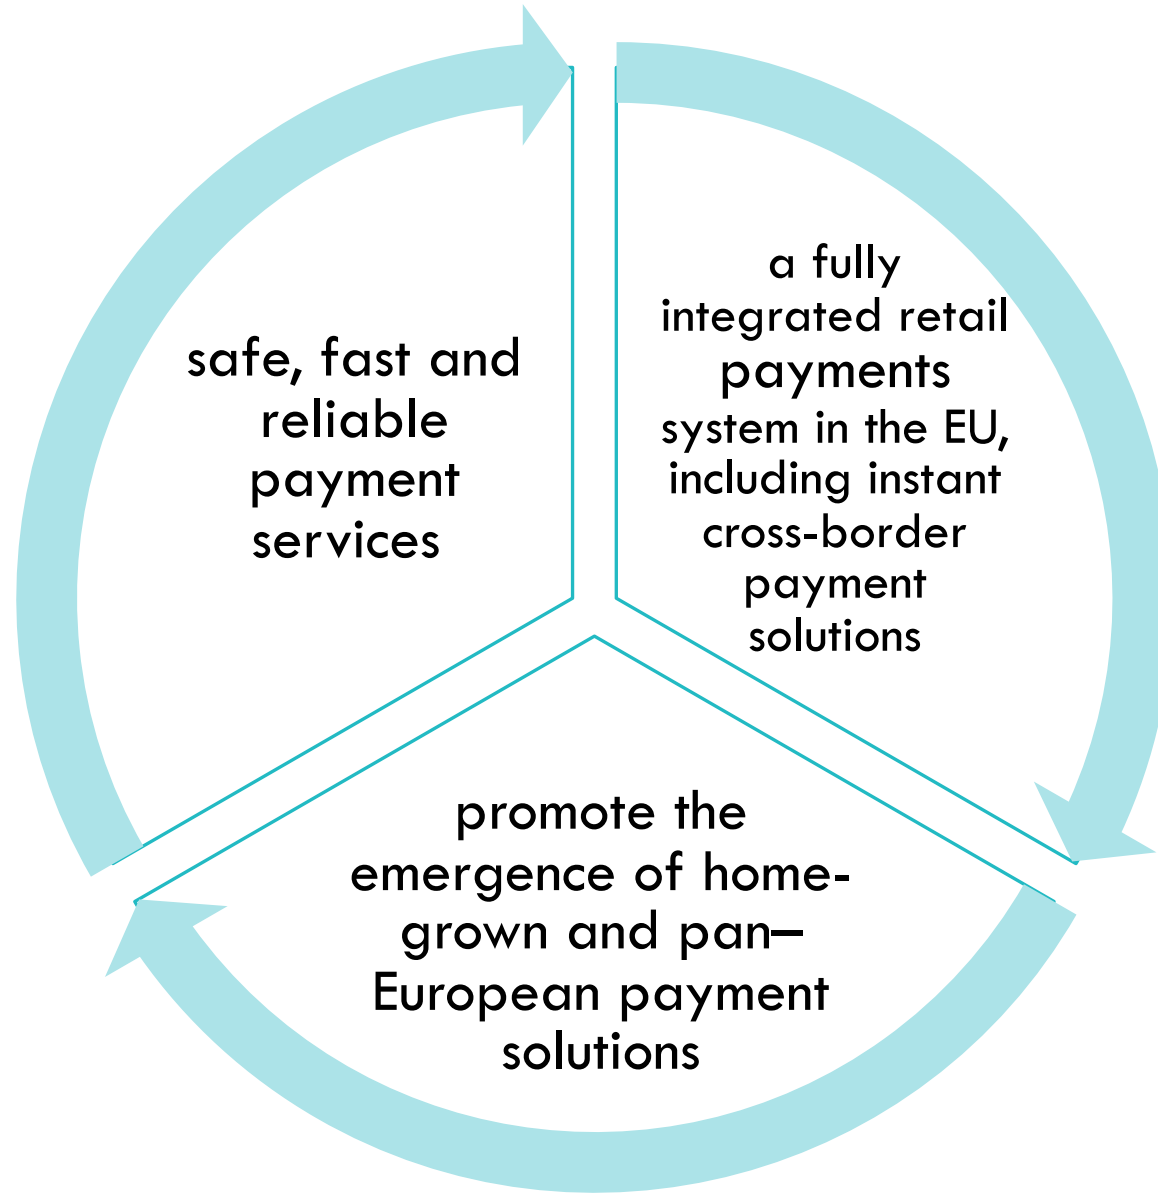 safe, fast and
reliable
payment
services
a fully
integrated retail
payments
system in the EU,
including instant
cross-border
payment
solutions
promote the
emergence of home-
grown and pan–
European payment
solutions